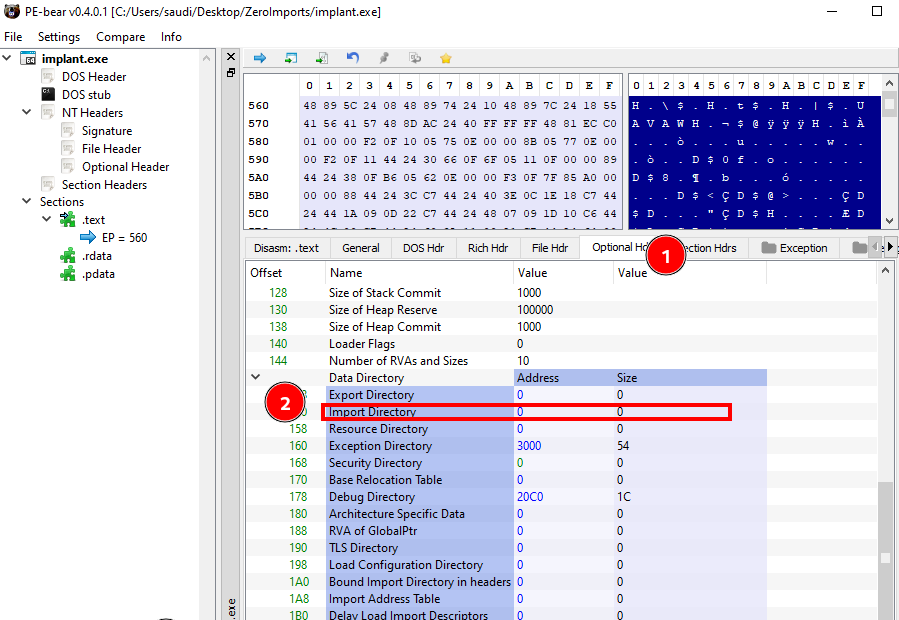 PE-bear v0.4.0.1 [C:/Users/saudi/Desktop/ZeroImports/implant.exe]
File Settings Compare Info
implant.exe
DOS Header
DOS stub
NT Headers
Signature
File Header
Optional Header
Section Headers
Sections
.text
EP = 560
.rdata
.pdata
0 1 2 3 4 5 6 7 8 9 A B C D E F
560 48 89 5C 24 08 48 89 74 24 10 48 89 7C 24 18 55
570 41 56 41 57 48 8D AC 24 40 FF FF FF 48 81 EC C0
580 01 00 00 F2 0F 10 05 75 0E 00 00 8B 05 77 0E 00
590 00 F2 0F 11 44 24 30 66 0F 6F 05 11 0F 00 00 89
5A0 44 24 38 0F B6 05 62 0E 00 00 F3 0F 7F 85 A0 00
5B0 00 00 88 44 24 3C C7 44 24 40 3E 0C 1E 18 C7 44
5C0 24 44 1A 09 0D 22 C7 44 24 48 07 09 1D 10 C6 44
0 1 2 3 4 5 6 7 8 9 A B C D E F
H . \ $ . H . t $ . H . | $ . U
A V A W H . ¬ $ @ ÿ ÿ ÿ H . ì À
. . . ò . . . u . . . . . w . .
. ò . . D $ 0 f . o . . . . . .
D $ 8 . ¶ . b . . . ó . . . . .
. . . D $ < Ç D $ @ > . . . Ç D
$ D . . . " Ç D $ H . . . . Æ D
Disasm: .text General DOS Hdr Rich Hdr File Hdr Optional Hdr ection Hdrs Exception
1
Offset Name Value Value
128 Size of Stack Commit 1000
130 Size of Heap Reserve 100000
138 Size of Heap Commit 1000
140 Loader Flags 0
144 Number of RVAs and Sizes 10
Data Directory Address Size
Export Directory 0 0
2
Import Directory 0 0
158 Resource Directory 0 0
160 Exception Directory 3000 54
168 Security Directory 0 0
170 Base Relocation Table 0 0
178 Debug Directory 20C0 1C
180 Architecture Specific Data 0 0
188 RVA of GlobalPtr 0 0
190 TLS Directory 0 0
198 Load Configuration Directory 0 0
1A0 Bound Import Directory in headers 0 0
1A8 Import Address Table 0 0
1B0 Delay Load Import Descriptors 0 0
.exe